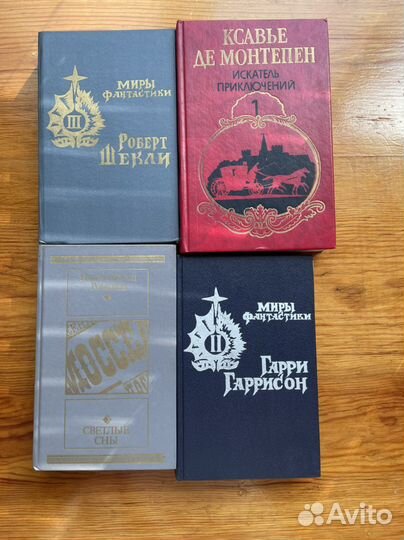 МИРЫ
ФАНТАСТИКИ
III
РОБЕРТ
ШЕКЛИ
КСАВЬЕ
ДЕ МОНТЕПЕН
ИСКАТЕЛЬ
ПРИКЛЮЧЕНИЙ
1
МОССЕЛ
СВЕТЛЫЕ
СНЫ
МИРЫ
ФАНТАСТИКИ
II
ГАРРИ
ГАРРИСОН
Avito